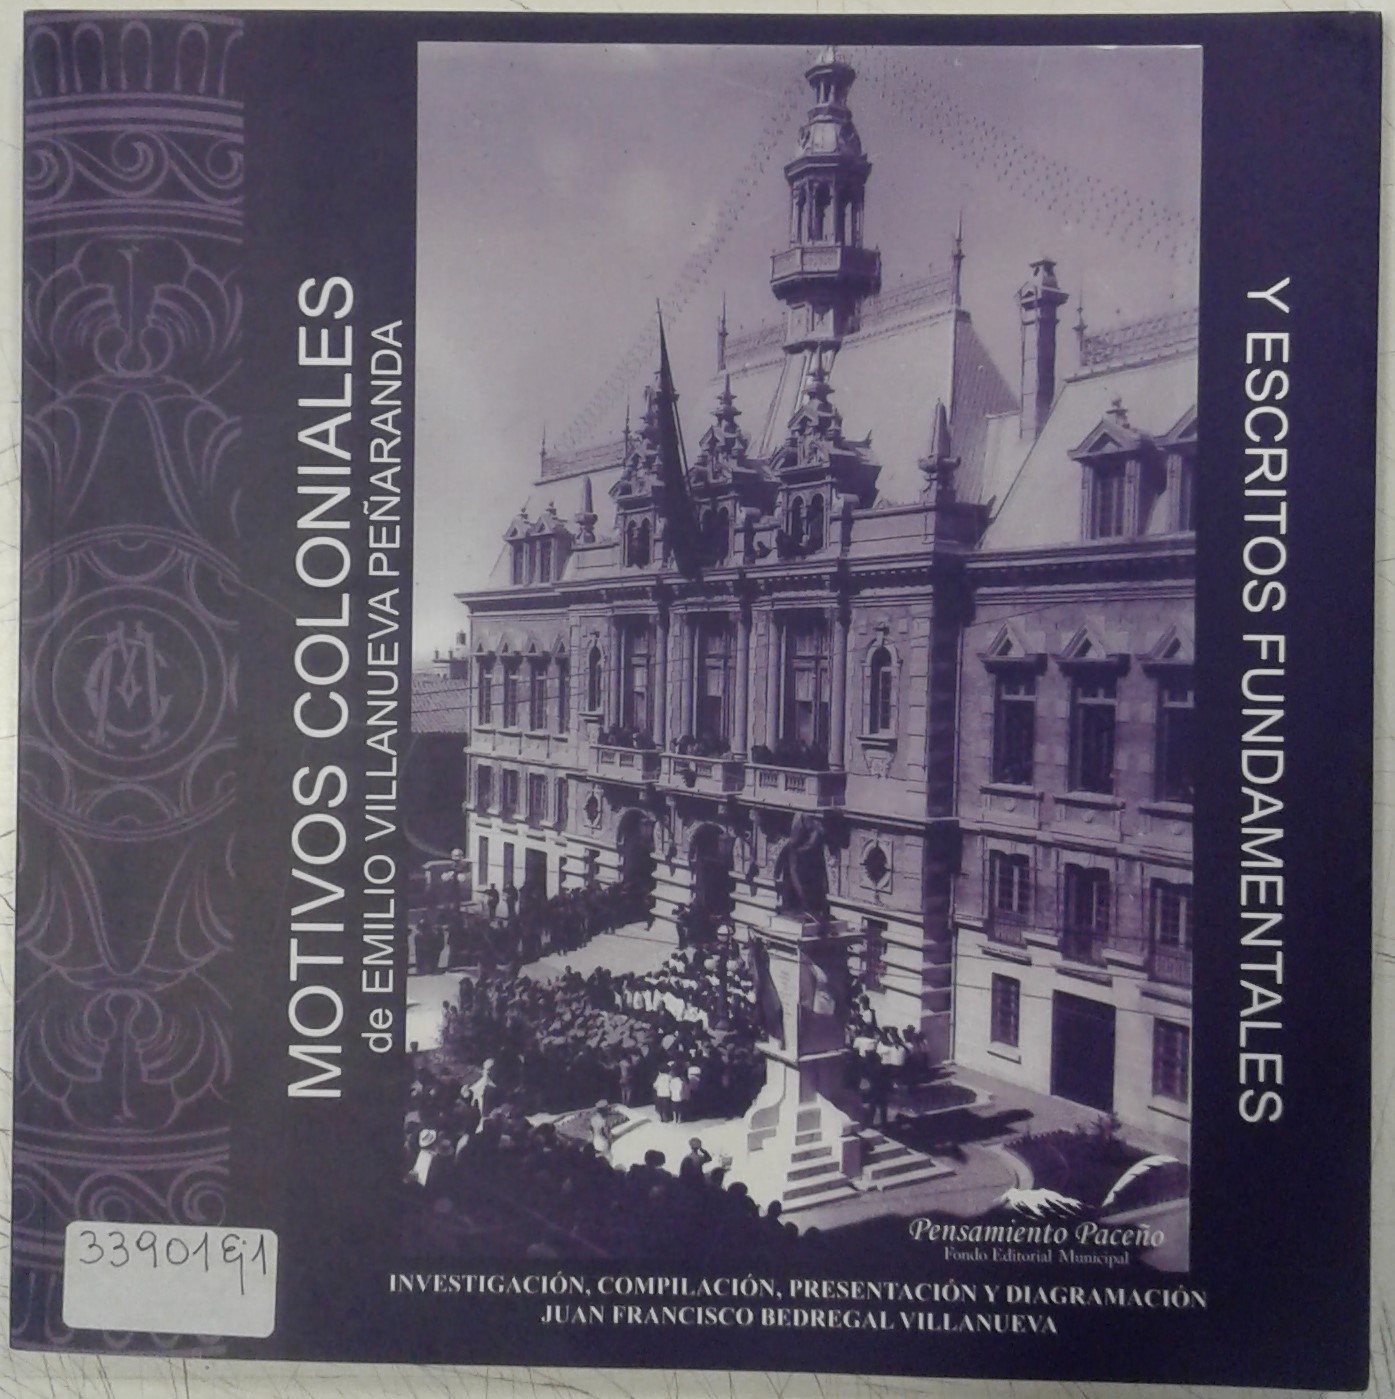 MOTIVOS COLONIALES
de EMILIO VILLANUEVA PEÑARANDA
Y ESCRITOS FUNDAMENTALES
Pensamiento Paceño
Fondo Editorial Municipal
INVESTIGACIÓN, COMPILACIÓN, PRESENTACIÓN Y DIAGRAMACIÓN
JUAN FRANCISCO BEDREGAL VILLANUEVA
33901 Ej1